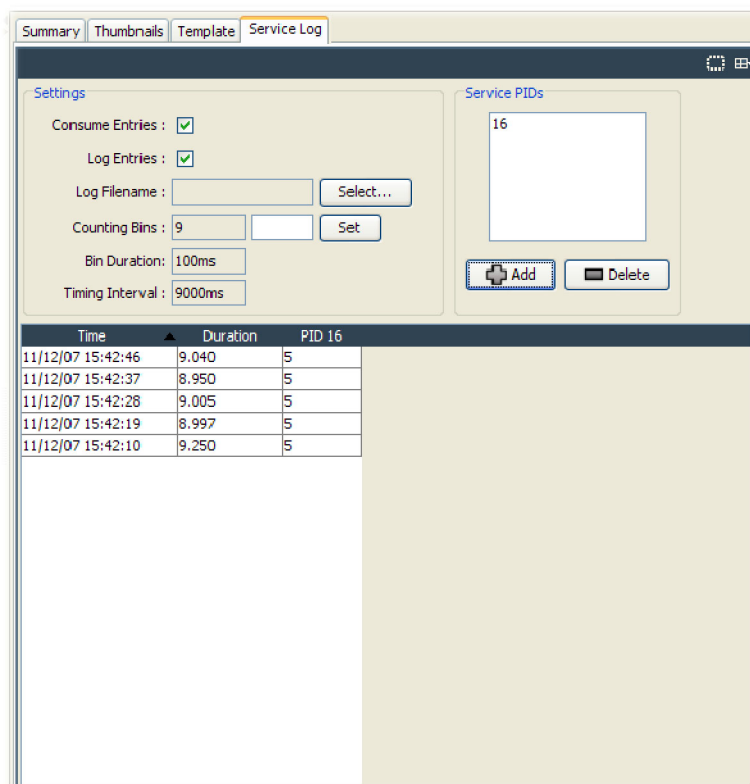 Summary Thumbnails Template Service Log
Settings
Consume Entries :
Log Entries :
Log Filename : Select...
Counting Bins : 9 Set
Bin Duration: 100ms
Timing Interval : 9000ms
Service PIDs
16
Add Delete
Time Duration PID 16
11/12/07 15:42:46 9.040 5
11/12/07 15:42:37 8.950 5
11/12/07 15:42:28 9.005 5
11/12/07 15:42:19 8.997 5
11/12/07 15:42:10 9.250 5